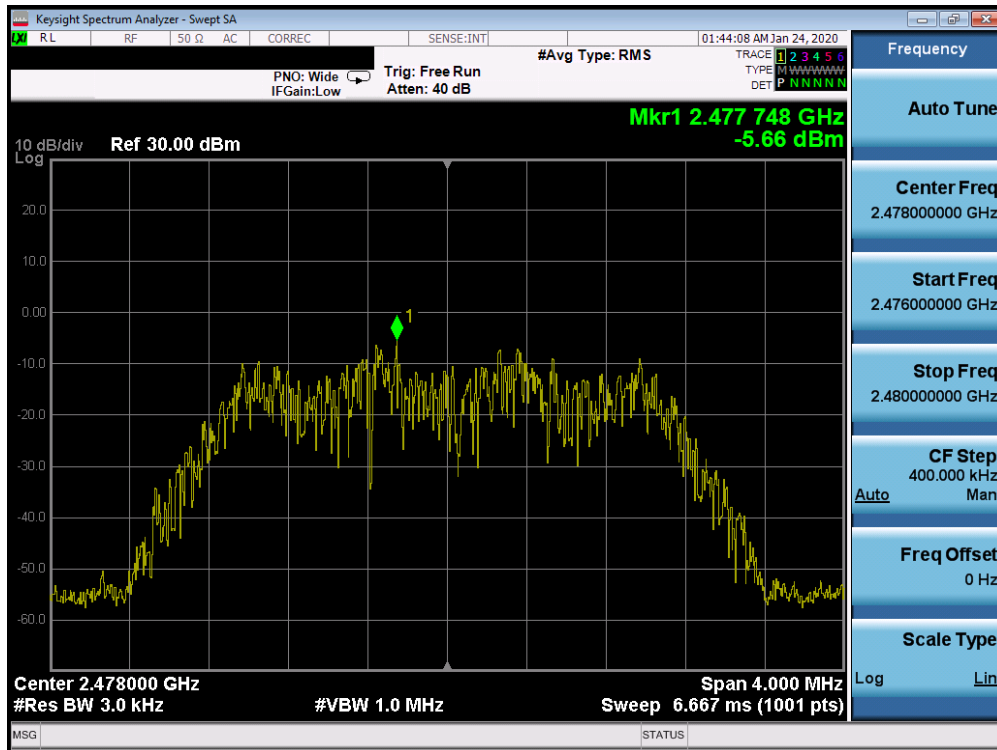 Keysight Spectrum Analyzer - Swept SA
LXI RL RF 50 Ω AC CORREC SENSE:INT 01:44:08 AM Jan 24, 2020
#Avg Type: RMS TRACE 1 2 3 4 5 6
PNO: Wide Trig: Free Run TYPE M WWWWW
IFGain:Low Atten: 40 dB DET P N N N N N
Mkr1 2.477 748 GHz
-5.66 dBm
10 dB/div Ref 30.00 dBm
Log
20.0
10.0
0.00
1
-10.0
-20.0
-30.0
-40.0
-50.0
-60.0
Center 2.478000 GHz Span 4.000 MHz
#Res BW 3.0 kHz #VBW 1.0 MHz Sweep 6.667 ms (1001 pts)
MSG STATUS
Frequency
Auto Tune
Center Freq
2.478000000 GHz
Start Freq
2.476000000 GHz
Stop Freq
2.480000000 GHz
CF Step
400.000 kHz
Auto Man
Freq Offset
0 Hz
Scale Type
Log Lin